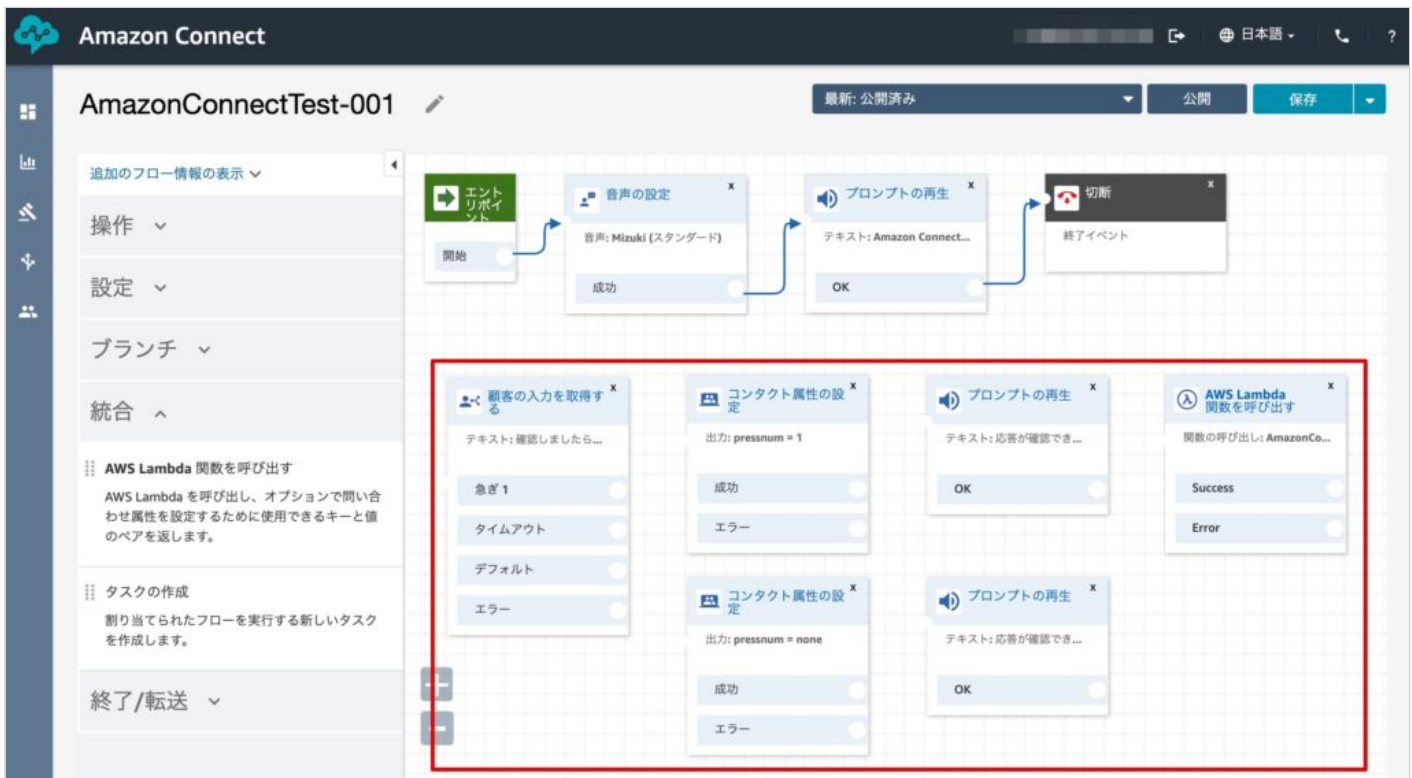 Amazon Connect
日本語
?
AmazonConnectTest-001
最新: 公開済み
公開
保存
追加のフロー情報の表示
操作
設定
ブランチ
統合
AWS Lambda 関数を呼び出す
AWS Lambda を呼び出し、オプションで問い合
わせ属性を設定するために使用できるキーと値
のペアを返します。
タスクの作成
割り当てられたフローを実行する新しいタスク
を作成します。
終了/転送
エント
リポイ
ント
開始
音声の設定
x
音声: Mizuki (スタンダード)
成功
プロンプトの再生
x
テキスト: Amazon Connect...
OK
切断
x
終了イベント
顧客の入力を取得す
る
x
テキスト: 確認しましたら...
急ぎ 1
タイムアウト
デフォルト
エラー
コンタクト属性の設
定
x
出力: pressnum = 1
成功
エラー
プロンプトの再生
x
テキスト: 応答が確認でき...
OK
AWS Lambda
関数を呼び出す
x
関数の呼び出し: AmazonCo...
Success
Error
コンタクト属性の設
定
x
出力: pressnum = none
成功
エラー
プロンプトの再生
x
テキスト: 応答が確認でき...
OK